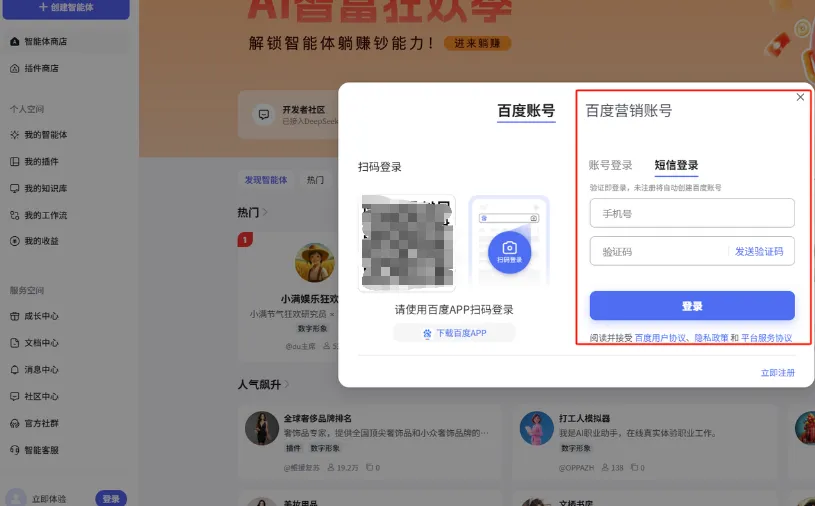 创建智能体
智能体商店
插件商店
个人空间
我的智能体
我的插件
我的知识库
我的工作流
我的收益
服务空间
成长中心
文档中心
消息中心
社区中心
官方社群
智能客服
立即体验
登录
AI智富狂欢季
解锁智能体躺赚钞能力！
进来躺赚
开发者社区
已接入DeepSeek
发现智能体
热门
热门
1
小满娱乐狂欢
小满节气狂欢研究员 ×
数字形象
@du主席
人气飙升
全球奢侈品牌排名
奢饰品专家，提供全国顶尖奢饰品和小众奢饰品牌的…
插件 数字形象
19.2万 0
打工人模拟器
我是AI职业助手，在线真实体验职业工作。
数字形象
@OPPAZH 138 0
百度账号
扫码登录
扫码登录
请使用百度APP扫码登录
下载百度APP
百度营销账号
账号登录
短信登录
验证即登录，未注册将自动创建百度账号
手机号
验证码
发送验证码
登录
阅读并接受 百度用户协议、隐私政策 和 平台服务协议
立即注册